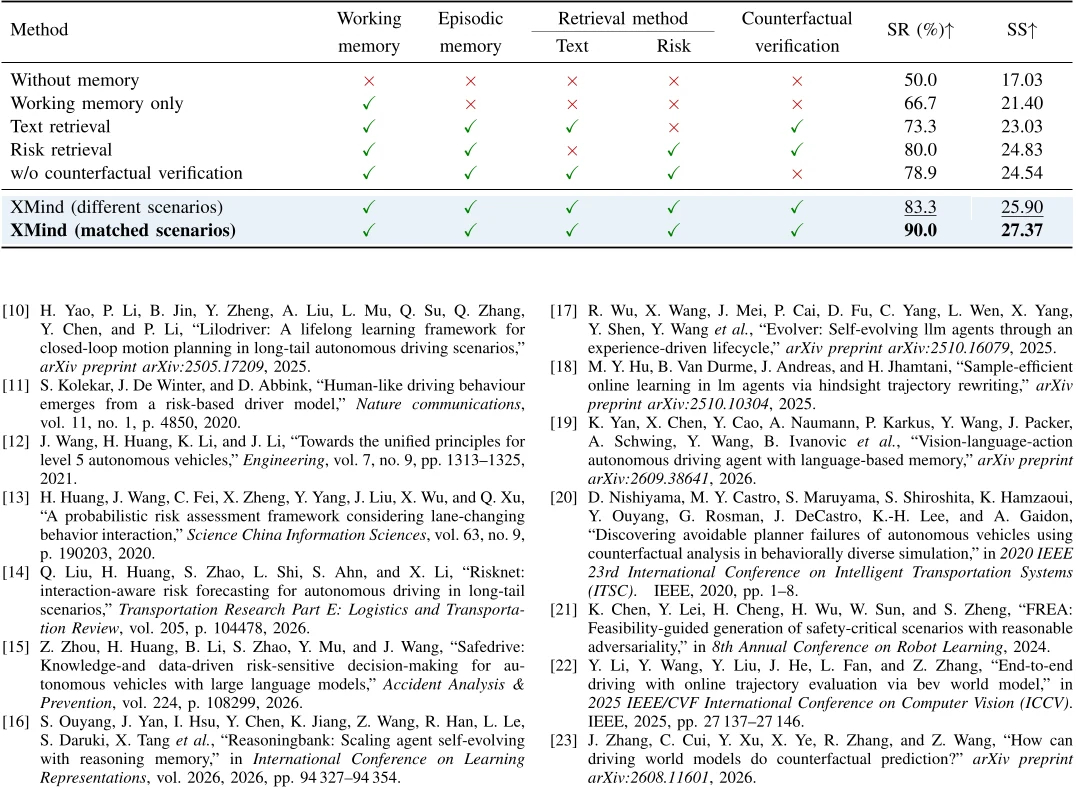 Method Working memory Episodic memory Retrieval method Text Risk Counterfactual verification SR (%)↑ SS↑
Without memory × × × × × 50.0 17.03
Working memory only ✓ × × × × 66.7 21.40
Text retrieval ✓ ✓ ✓ × ✓ 73.3 23.03
Risk retrieval ✓ ✓ × ✓ ✓ 80.0 24.83
w/o counterfactual verification ✓ ✓ ✓ ✓ × 78.9 24.54
XMind (different scenarios) ✓ ✓ ✓ ✓ ✓ 83.3 25.90
XMind (matched scenarios) ✓ ✓ ✓ ✓ ✓ 90.0 27.37
[10] H. Yao, P. Li, B. Jin, Y. Zheng, A. Liu, L. Mu, Q. Su, Q. Zhang,
Y. Chen, and P. Li, “Lilodriver: A lifelong learning framework for
closed-loop motion planning in long-tail autonomous driving scenarios,”
arXiv preprint arXiv:2505.17209, 2025.
[11] S. Kolekar, J. De Winter, and D. Abbink, “Human-like driving behaviour
emerges from a risk-based driver model,” Nature communications,
vol. 11, no. 1, p. 4850, 2020.
[12] J. Wang, H. Huang, K. Li, and J. Li, “Towards the unified principles for
level 5 autonomous vehicles,” Engineering, vol. 7, no. 9, pp. 1313–1325,
2021.
[13] H. Huang, J. Wang, C. Fei, X. Zheng, Y. Yang, J. Liu, X. Wu, and Q. Xu,
“A probabilistic risk assessment framework considering lane-changing
behavior interaction,” Science China Information Sciences, vol. 63, no. 9,
p. 190203, 2020.
[14] Q. Liu, H. Huang, S. Zhao, L. Shi, S. Ahn, and X. Li, “Risknet:
interaction-aware risk forecasting for autonomous driving in long-tail
scenarios,” Transportation Research Part E: Logistics and Transporta-
tion Review, vol. 205, p. 104478, 2026.
[15] Z. Zhou, H. Huang, B. Li, S. Zhao, Y. Mu, and J. Wang, “Safedrive:
Knowledge-and data-driven risk-sensitive decision-making for au-
tonomous vehicles with large language models,” Accident Analysis &
Prevention, vol. 224, p. 108299, 2026.
[16] S. Ouyang, J. Yan, I. Hsu, Y. Chen, K. Jiang, Z. Wang, R. Han, L. Le,
S. Daruki, X. Tang et al., “Reasoningbank: Scaling agent self-evolving
with reasoning memory,” in International Conference on Learning
Representations, vol. 2026, 2026, pp. 94 327–94 354.
[17] R. Wu, X. Wang, J. Mei, P. Cai, D. Fu, C. Yang, L. Wen, X. Yang,
Y. Shen, Y. Wang et al., “Evolver: Self-evolving llm agents through an
experience-driven lifecycle,” arXiv preprint arXiv:2510.16079, 2025.
[18] M. Y. Hu, B. Van Durme, J. Andreas, and H. Jhamtani, “Sample-efficient
online learning in lm agents via hindsight trajectory rewriting,” arXiv
preprint arXiv:2510.10304, 2025.
[19] K. Yan, X. Chen, Y. Cao, A. Naumann, P. Karkus, Y. Wang, J. Packer,
A. Schwing, Y. Wang, B. Ivanovic et al., “Vision-language-action
autonomous driving agent with language-based memory,” arXiv preprint
arXiv:2609.38641, 2026.
[20] D. Nishiyama, M. Y. Castro, S. Maruyama, S. Shiroshita, K. Hamzaoui,
Y. Ouyang, G. Rosman, J. DeCastro, K.-H. Lee, and A. Gaidon,
“Discovering avoidable planner failures of autonomous vehicles using
counterfactual analysis in behaviorally diverse simulation,” in 2020 IEEE
23rd International Conference on Intelligent Transportation Systems
(ITSC). IEEE, 2020, pp. 1–8.
[21] K. Chen, Y. Lei, H. Cheng, H. Wu, W. Sun, and S. Zheng, “FREA:
Feasibility-guided generation of safety-critical scenarios with reasonable
adversariality,” in 8th Annual Conference on Robot Learning, 2024.
[22] Y. Li, Y. Wang, Y. Liu, J. He, L. Fan, and Z. Zhang, “End-to-end
driving with online trajectory evaluation via bev world model,” in
2025 IEEE/CVF International Conference on Computer Vision (ICCV).
IEEE, 2025, pp. 27 137–27 146.
[23] J. Zhang, C. Cui, Y. Xu, X. Ye, R. Zhang, and Z. Wang, “How can
driving world models do counterfactual prediction?” arXiv preprint
arXiv:2608.11601, 2026.